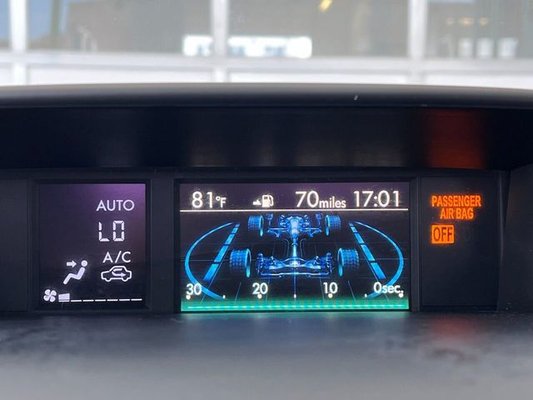 AUTO
LO
A/C
81°F 70miles 17:01
30 20 10 0sec.
PASSENGER
AIR BAG
OFF